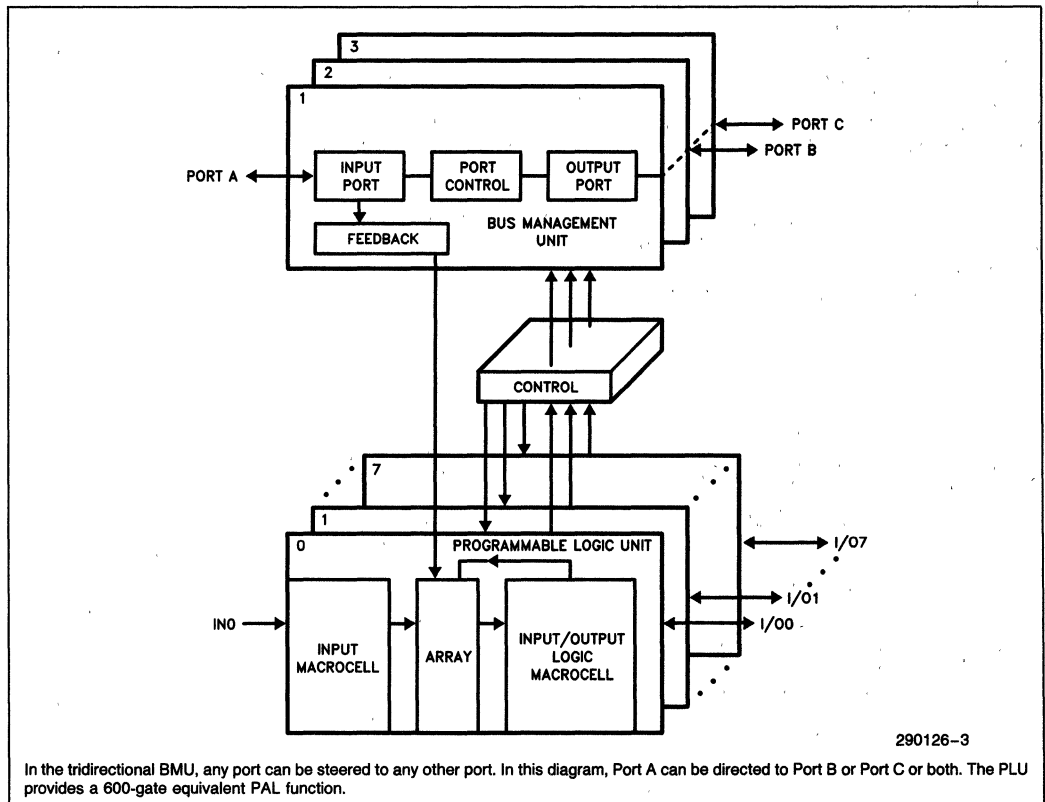 3
2
1
PORT C
PORT B
PORT A
INPUT
PORT
PORT
CONTROL
OUTPUT
PORT
BUS MANAGEMENT
UNIT
FEEDBACK
CONTROL
7
1
0
PROGRAMMABLE LOGIC UNIT
I/O7
I/O1
I/O0
IN0
INPUT
MACROCELL
ARRAY
INPUT/OUTPUT
LOGIC
MACROCELL
290126–3
In the tridirectional BMU, any port can be steered to any other port. In this diagram, Port A can be directed to Port B or Port C or both. The PLU
provides a 600-gate equivalent PAL function.